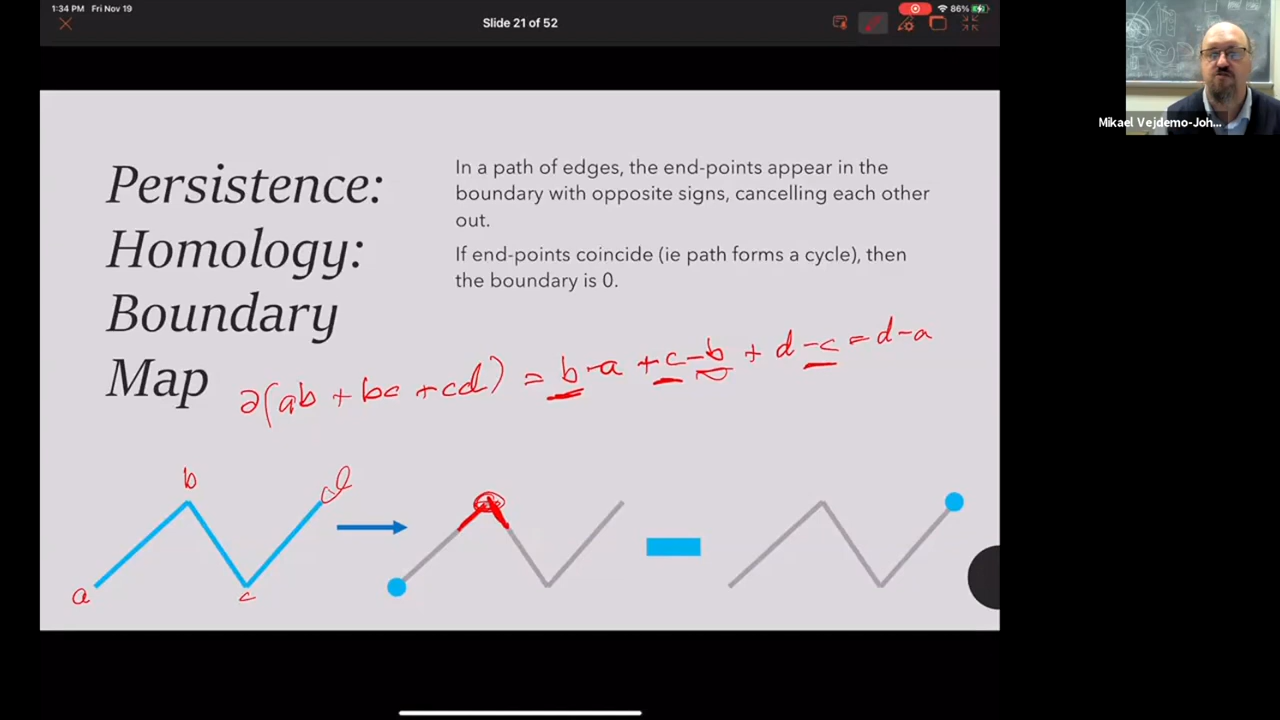 1:34 PM Fri Nov 19
86%
Slide 21 of 52
Mikael Vejdemo-Joh...
Persistence:
Homology:
Boundary
Map
In a path of edges, the end-points appear in the
boundary with opposite signs, cancelling each other
out.
If end-points coincide (ie path forms a cycle), then
the boundary is 0.
∂(ab + bc + cd) = b-a + c-b + d-c = d-a
b
d
a
c